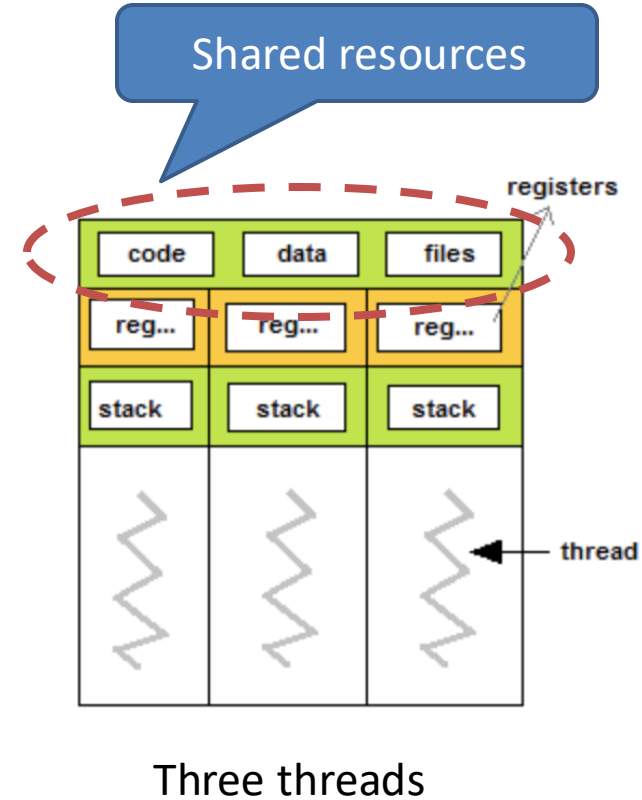 Shared resources
registers
code data files
reg... reg... reg...
stack stack stack
thread
Three threads